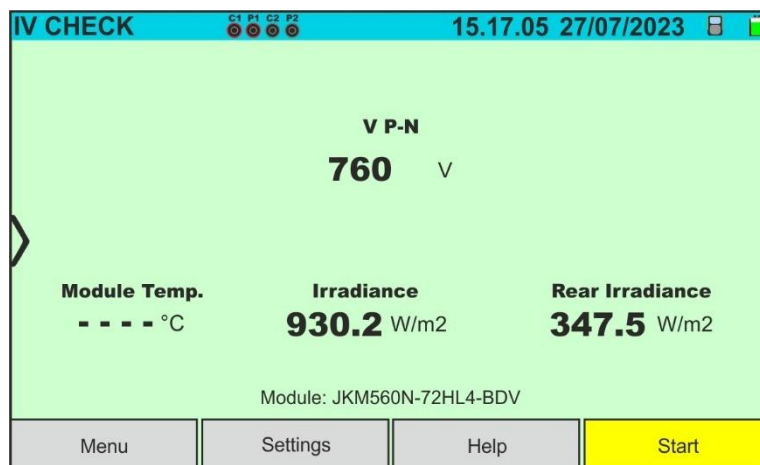 IV CHECK C1 P1 C2 P2 15.17.05 27/07/2023
V P-N
760 V
Module Temp. Irradiance Rear Irradiance
- - - - °C 930.2 W/m2 347.5 W/m2
Module: JKM560N-72HL4-BDV
Menu Settings Help Start